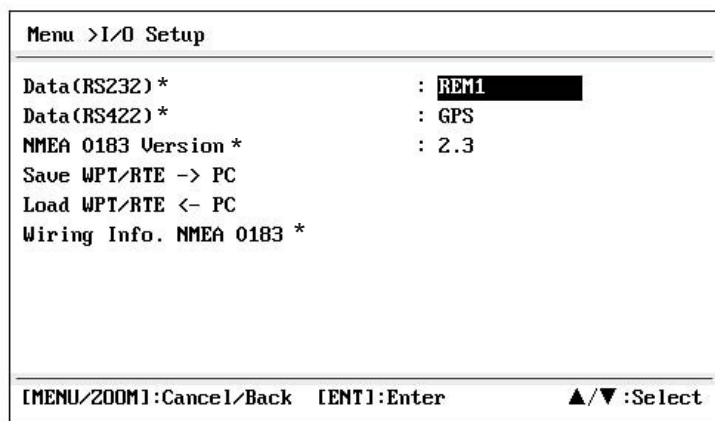 Menu >I/O Setup
Data(RS232)* : REM1
Data(RS422)* : GPS
NMEA 0183 Version * : 2.3
Save WPT/RTE -> PC
Load WPT/RTE <- PC
Wiring Info. NMEA 0183 *
[MENU/ZOOM]:Cancel/Back [ENT]:Enter ▲/▼:Select